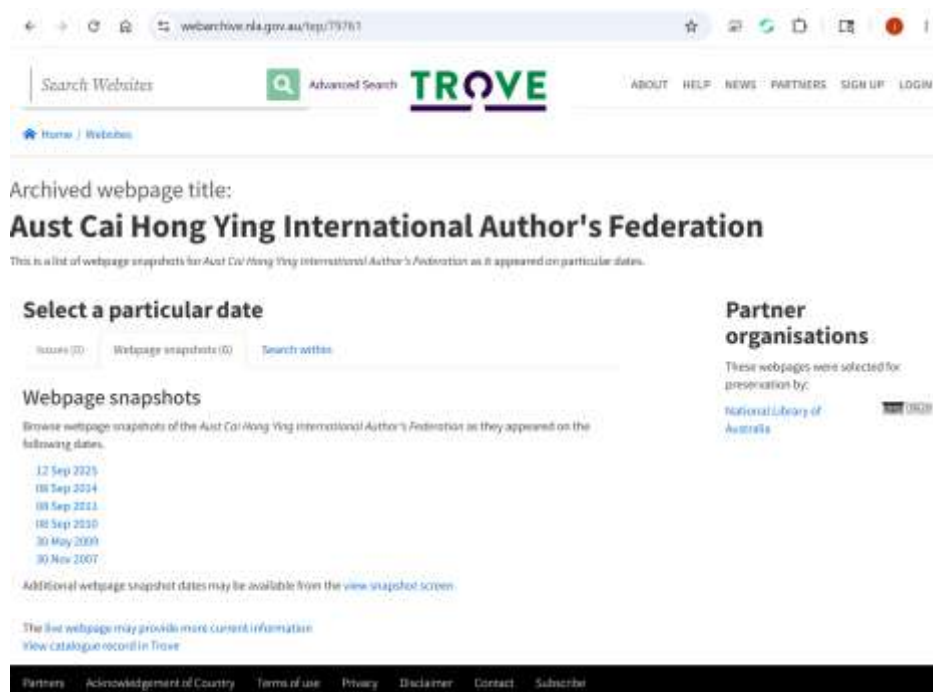 webarchive.nla.gov.au/tep/79761
Search Websites
Advanced Search
TROVE
ABOUT HELP NEWS PARTNERS SIGN UP LOGIN
Home / Websites
Archived webpage title:
Aust Cai Hong Ying International Author's Federation
This is a list of webpage snapshots for Aust Cai Hong Ying International Author's Federation as it appeared on particular dates.
Select a particular date
Issues (0) Webpage snapshots (6) Search within
Webpage snapshots
Browse webpage snapshots of the Aust Cai Hong Ying International Author's Federation as they appeared on the
following dates.
12 Sep 2025
08 Sep 2014
08 Sep 2011
08 Sep 2010
30 May 2009
30 Nov 2007
Additional webpage snapshot dates may be available from the view snapshot screen
The live webpage may provide more current information
View catalogue record in Trove
Partner
organisations
These webpages were selected for
preservation by:
National Library of
Australia
Partners Acknowledgement of Country Terms of use Privacy Disclaimer Contact Subscribe